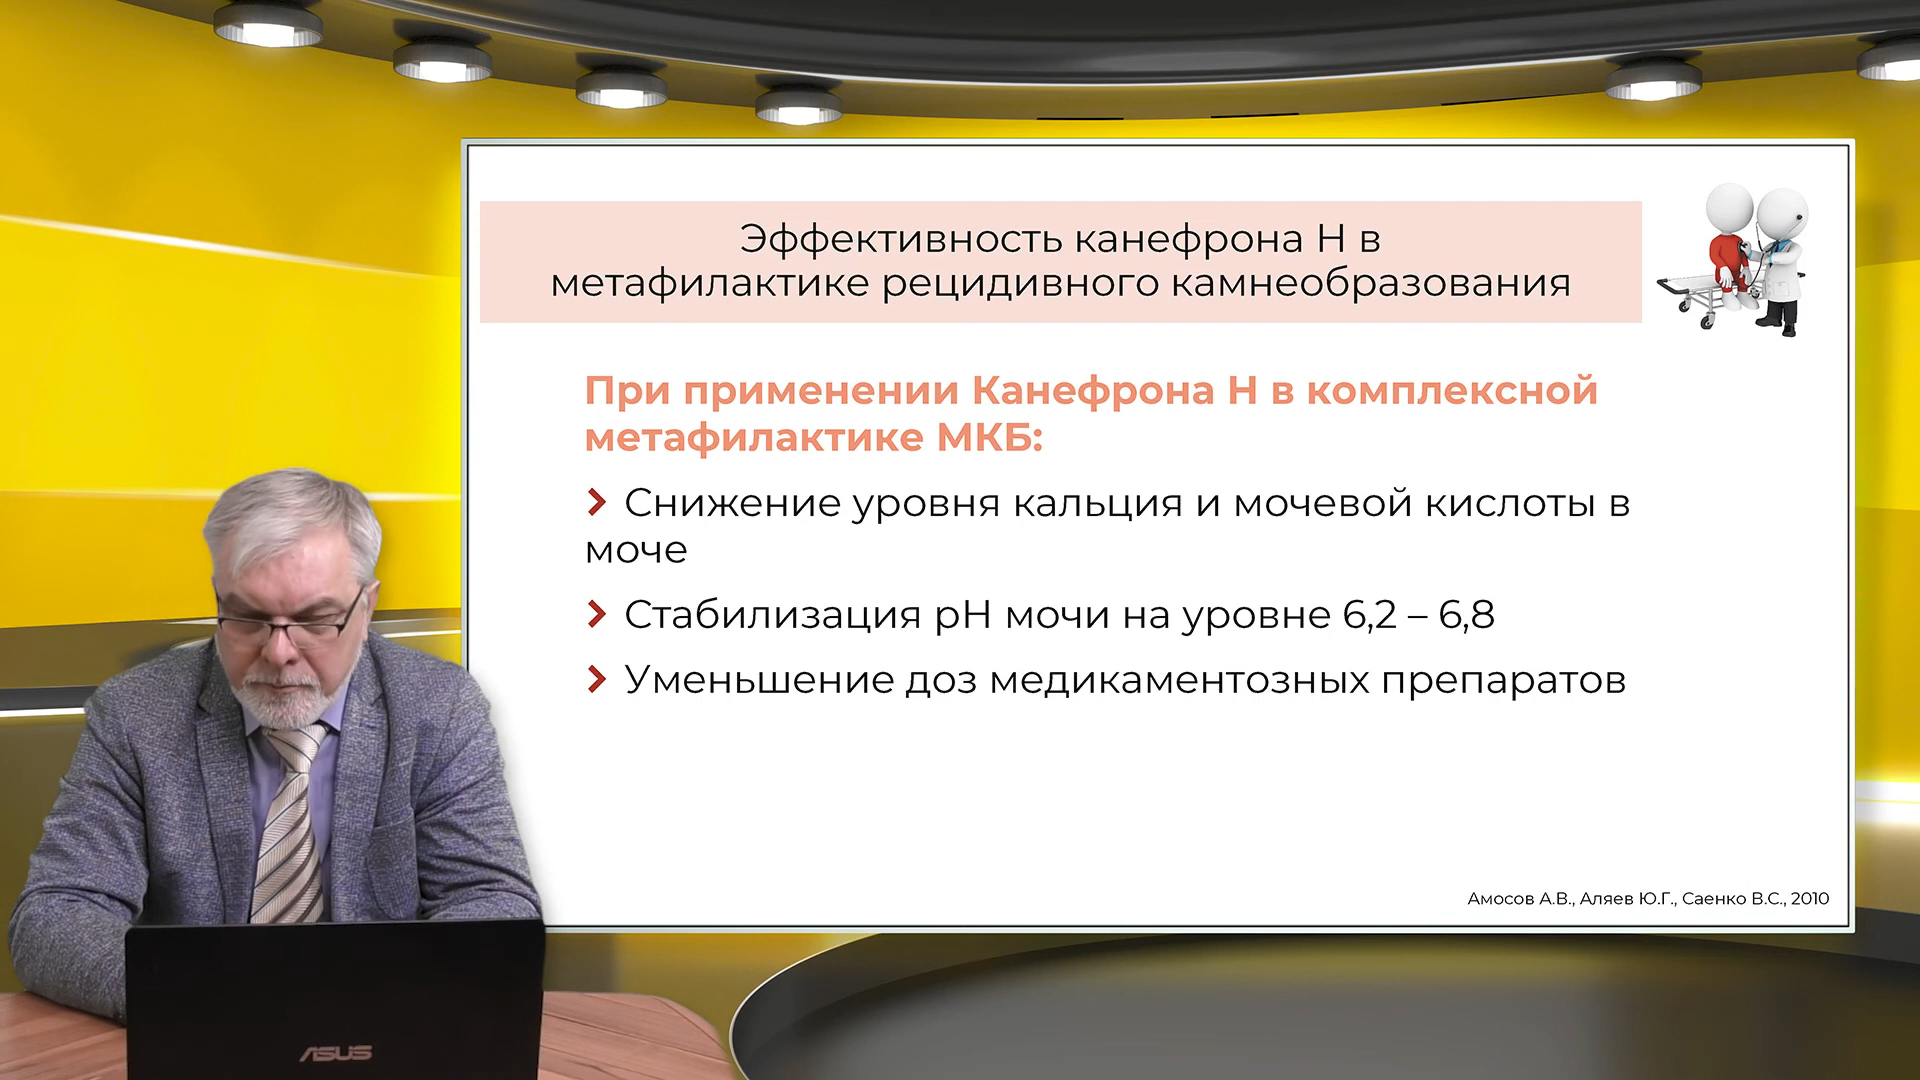 Эффективность канефрона Н в
метафилактике рецидивного камнеобразования
При применении Канефрона Н в комплексной
метафилактике МКБ:
Снижение уровня кальция и мочевой кислоты в
моче
Стабилизация pH мочи на уровне 6,2 – 6,8
Уменьшение доз медикаментозных препаратов
Амосов А.В., Аляев Ю.Г., Саенко В.С., 2010
ASUS